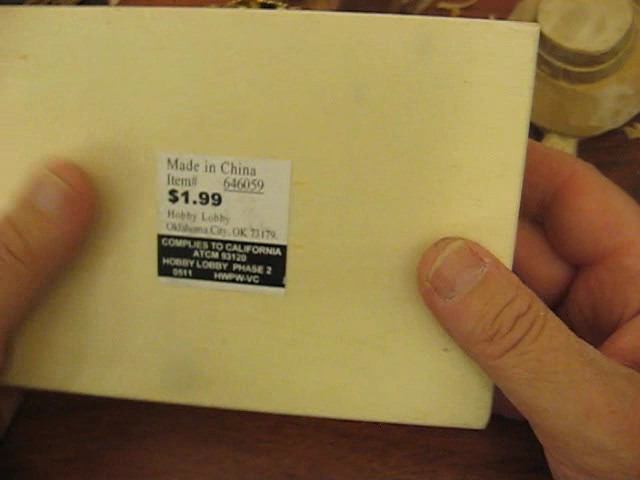 Made in China
Item# 646059
$1.99
Hobby Lobby
Oklahoma City, OK 73179.
COMPLIES TO CALIFORNIA
ATCM 93120
HOBBY LOBBY PHASE 2
0511 HWPW-VC